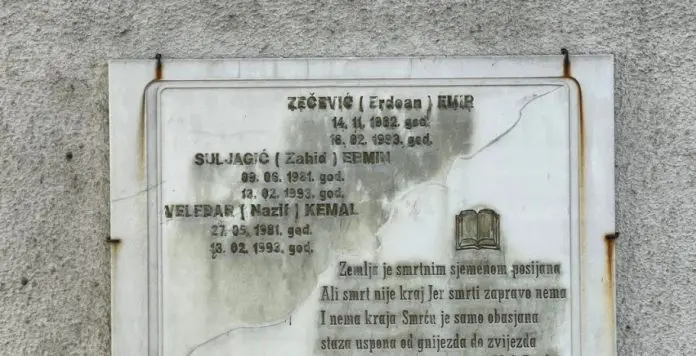 ZEČEVIĆ ( Erdoan ) EMIR
14. 11. 1982. god.
16. 02. 1993. god.
SULJAGIĆ ( Zahid ) ERMIN
09. 06. 1981. god.
13. 02. 1993. god.
VELEDAR ( Nazif ) KEMAL
27. 05. 1981. god.
13. 02. 1993. god.
Zemlja je smrtnim sjemenom posijana
Ali smrt nije kraj Jer smrti zapravo nema
I nema kraja Smrću je samo obasjana
staza uspona od gnijezda do zvijezda